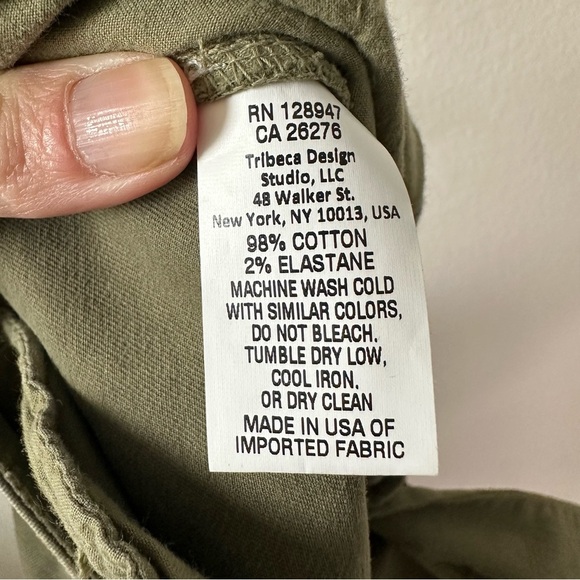 RN 128947
CA 26276
Tribeca Design
Studio, LLC
48 Walker St.
New York, NY 10013, USA
98% COTTON
2% ELASTANE
MACHINE WASH COLD
WITH SIMILAR COLORS,
DO NOT BLEACH.
TUMBLE DRY LOW,
COOL IRON.
OR DRY CLEAN
MADE IN USA OF
IMPORTED FABRIC